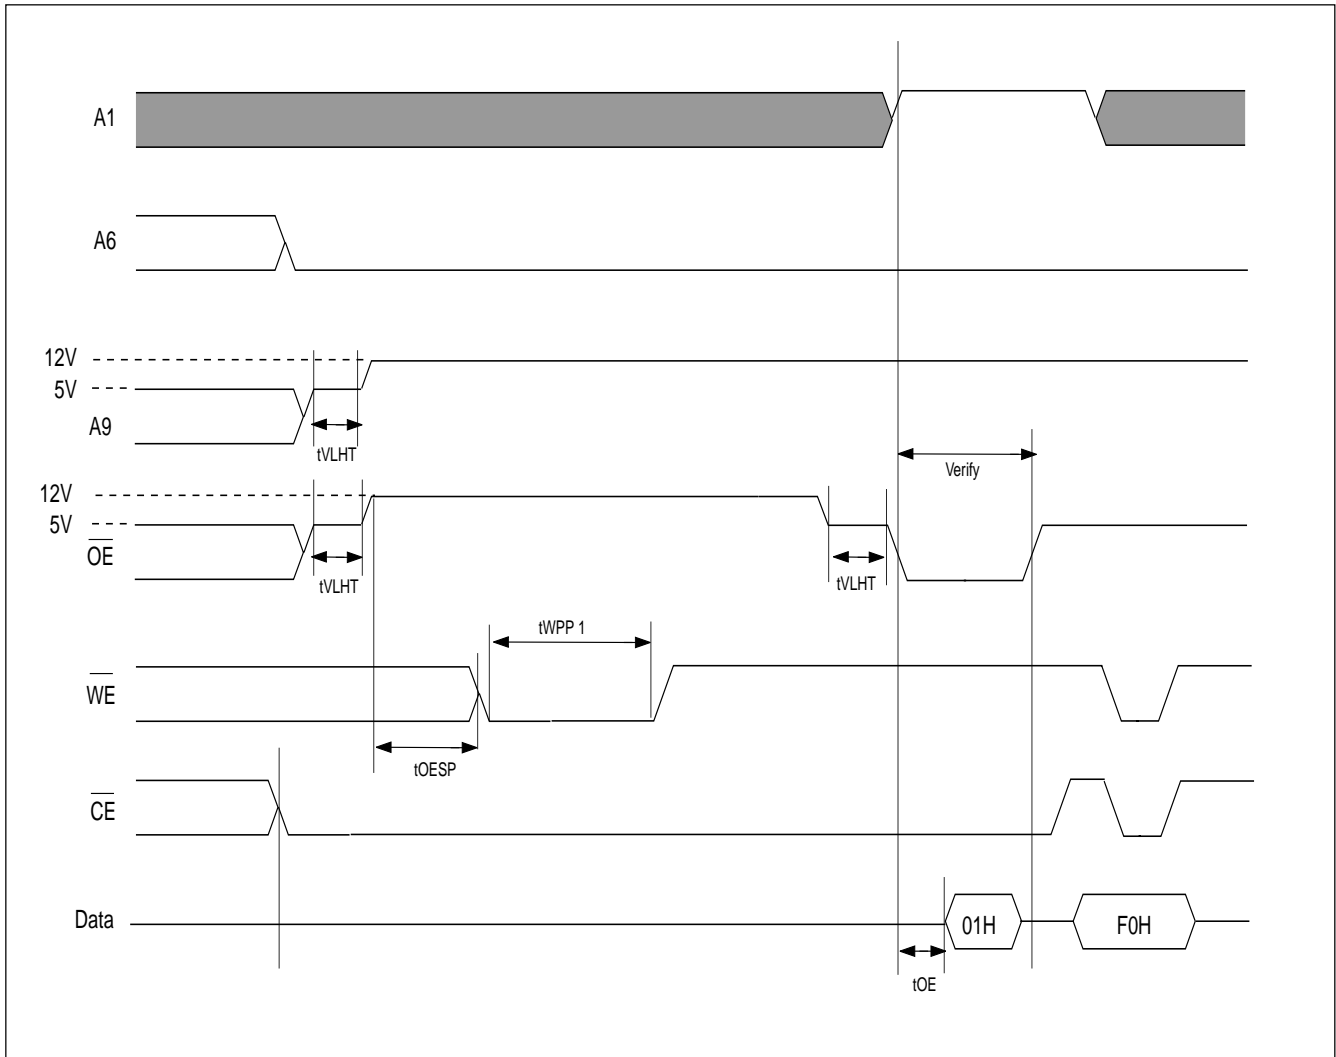 A1
A6
12V
5V
A9
tVLHT
Verify
12V
5V
OE
tVLHT
tVLHT
tWPP 1
WE
tOESP
CE
Data
01H
F0H
tOE